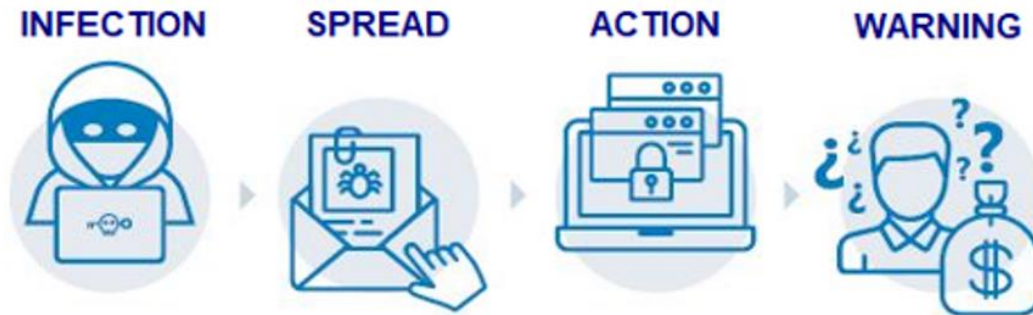 INFECTION SPREAD ACTION WARNING
¿ ¿ ¿ ? ? ?
$